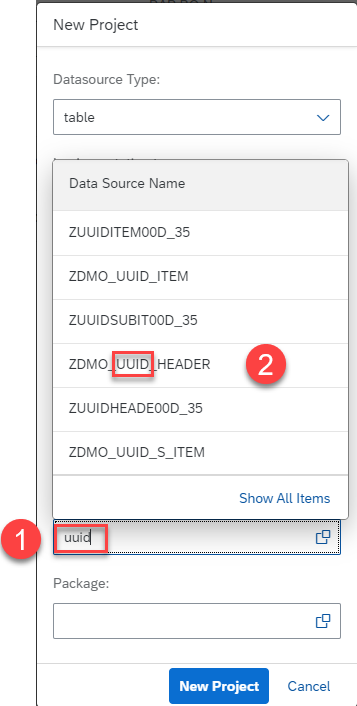 New Project
Datasource Type:
table
Data Source Name
ZUUIDITEM00D_35
ZDMO_UUID_ITEM
ZUUIDSUBIT00D_35
ZDMO_UUID_HEADER
2
ZUUIDHEADE00D_35
ZDMO_UUID_S_ITEM
Show All Items
1
uuid
Package:
New Project
Cancel